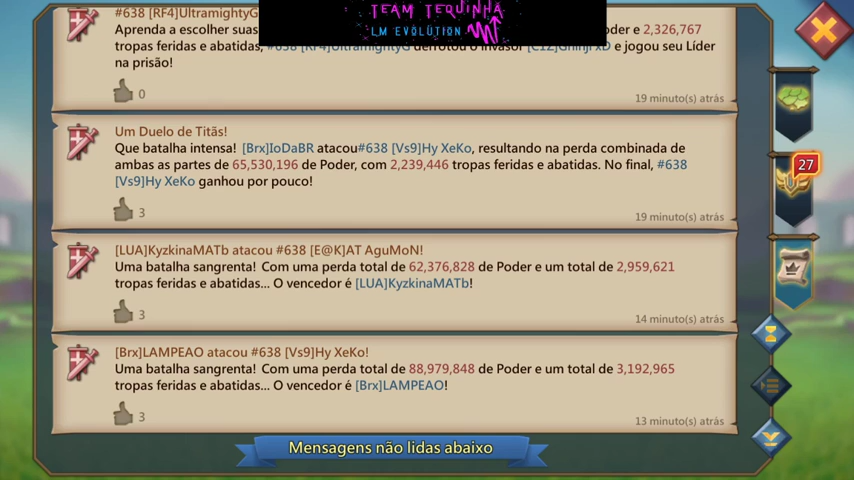 #638 [RF4]UltramightyG
TEAM TEQUINHA
LM EVOLUTION
Aprenda a escolher suas oder e 2,326,767
tropas feridas e abatidas, #638 [RF4]UltramightyG derrotou o invasor e jogou seu Líder
na prisão!
0
19 minuto(s) atrás
Um Duelo de Titãs!
Que batalha intensa! [Brx]IoDaBR atacou#638 [Vs9]Hy XeKo, resultando na perda combinada de
ambas as partes de 65,530,196 de Poder, com 2,239,446 tropas feridas e abatidas. No final, #638
[Vs9]Hy XeKo ganhou por pouco!
3
19 minuto(s) atrás
27
[LUA]KyzkinaMATb atacou #638 [E@K]AT AguMoN!
Uma batalha sangrenta! Com uma perda total de 62,376,828 de Poder e um total de 2,959,621
tropas feridas e abatidas... O vencedor é [LUA]KyzkinaMATb!
3
14 minuto(s) atrás
[Brx]LAMPEAO atacou #638 [Vs9]Hy XeKo!
Uma batalha sangrenta! Com uma perda total de 88,979,848 de Poder e um total de 3,192,965
tropas feridas e abatidas... O vencedor é [Brx]LAMPEAO!
3
13 minuto(s) atrás
Mensagens não lidas abaixo